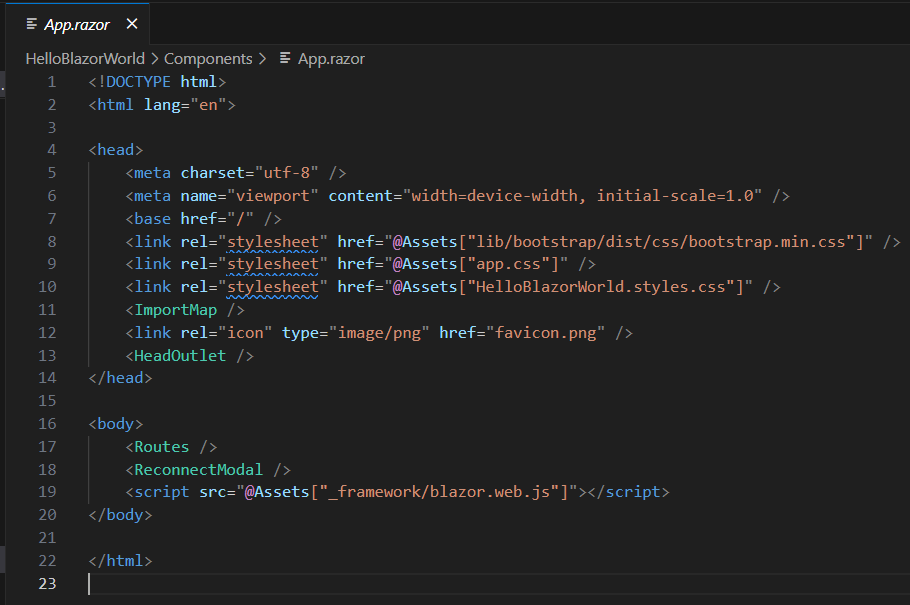 App.razor ×
HelloBlazorWorld > Components > App.razor
1 <!DOCTYPE html>
2 <html lang="en">
3
4 <head>
5     <meta charset="utf-8" />
6     <meta name="viewport" content="width=device-width, initial-scale=1.0" />
7     <base href="/" />
8     <link rel="stylesheet" href="@Assets["lib/bootstrap/dist/css/bootstrap.min.css"]" />
9     <link rel="stylesheet" href="@Assets["app.css"]" />
10     <link rel="stylesheet" href="@Assets["HelloBlazorWorld.styles.css"]" />
11     <ImportMap />
12     <link rel="icon" type="image/png" href="favicon.png" />
13     <HeadOutlet />
14 </head>
15
16 <body>
17     <Routes />
18     <ReconnectModal />
19     <script src="@Assets["_framework/blazor.web.js"]"></script>
20 </body>
21
22 </html>
23